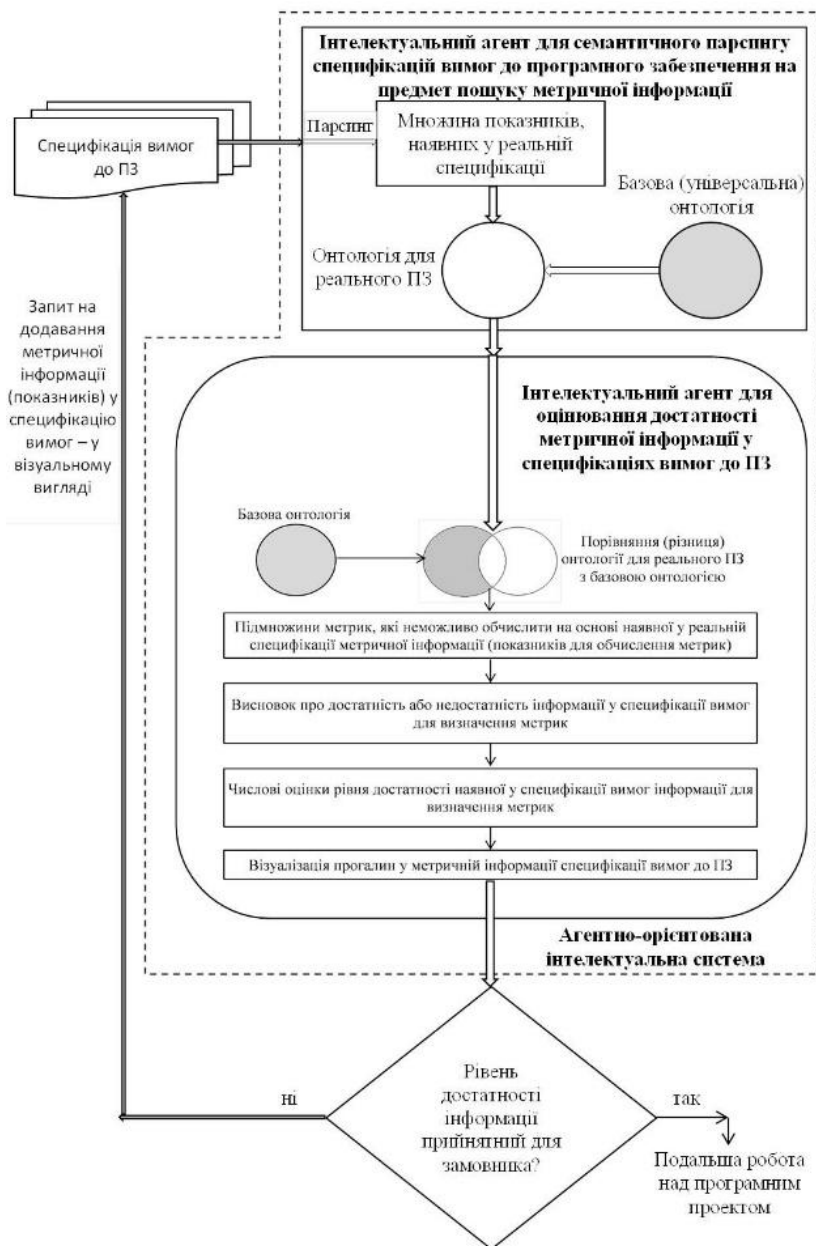 Інтелектуальний агент для семантичного парсингу
специфікацій вимог до програмного забезпечення на
предмет пошуку метричної інформації
Специфікація вимог
до ПЗ
Парсинг
Множина показників,
наявних у реальній
специфікації
Базова (універсальна)
онтологія
Онтологія для
реального ПЗ
Запит на
додавання
метричної
інформації
(показників) у
специфікацію
вимог – у
візуальному
вигляді
Інтелектуальний агент для
оцінювання достатності
метричної інформації у
специфікаціях вимог до ПЗ
Базова онтологія
Порівняння (різниця)
онтології для реального ПЗ
з базовою онтологією
Підмножини метрик, які неможливо обчислити на основі наявної у реальній
специфікації метричної інформації (показників для обчислення метрик)
Висновок про достатність або недостатність інформації у специфікації вимог
для визначення метрик
Числові оцінки рівня достатності наявної у специфікації вимог інформації для
визначення метрик
Візуалізація прогалин у метричній інформації специфікації вимог до ПЗ
Агентно-орієнтована
інтелектуальна система
Рівень
достатності
інформації
прийнятний для
замовника?
ні
так
Подальша робота
над програмним
проектом